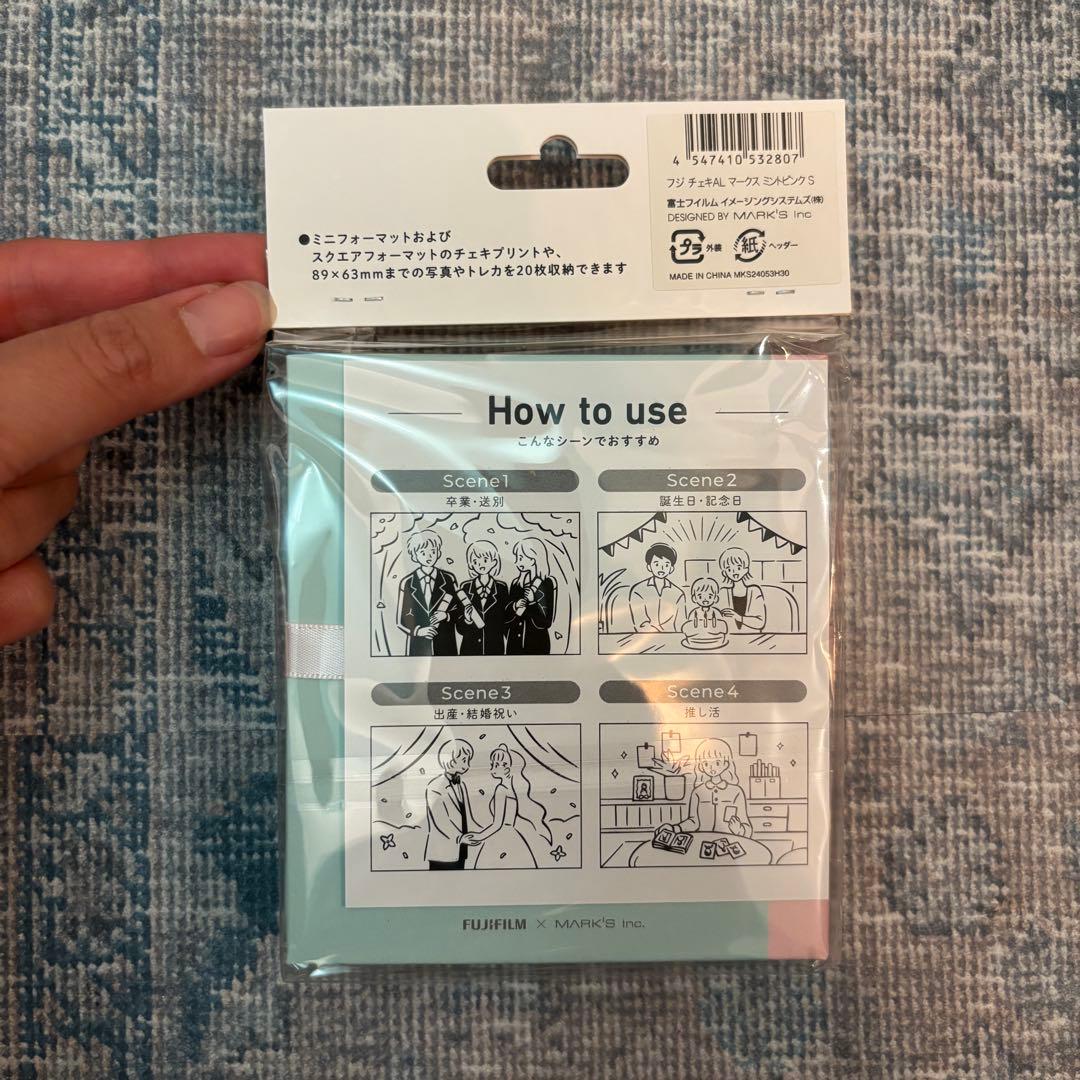 4 547410 532807
フジ チェキAL マークス ミントピンク S
富士フイルム イメージングシステムズ(株)
DESIGNED BY MARK'S Inc
プラ 外装 紙 ヘッダー
MADE IN CHINA MKS24053H30
●ミニフォーマットおよび
スクエアフォーマットのチェキプリントや、
89×63mmまでの写真やトレカを20枚収納できます
How to use
こんなシーンでおすすめ
Scene1
卒業・送別
Scene2
誕生日・記念日
Scene3
出産・結婚祝い
Scene4
推し活
FUJIFILM × MARK'S Inc.